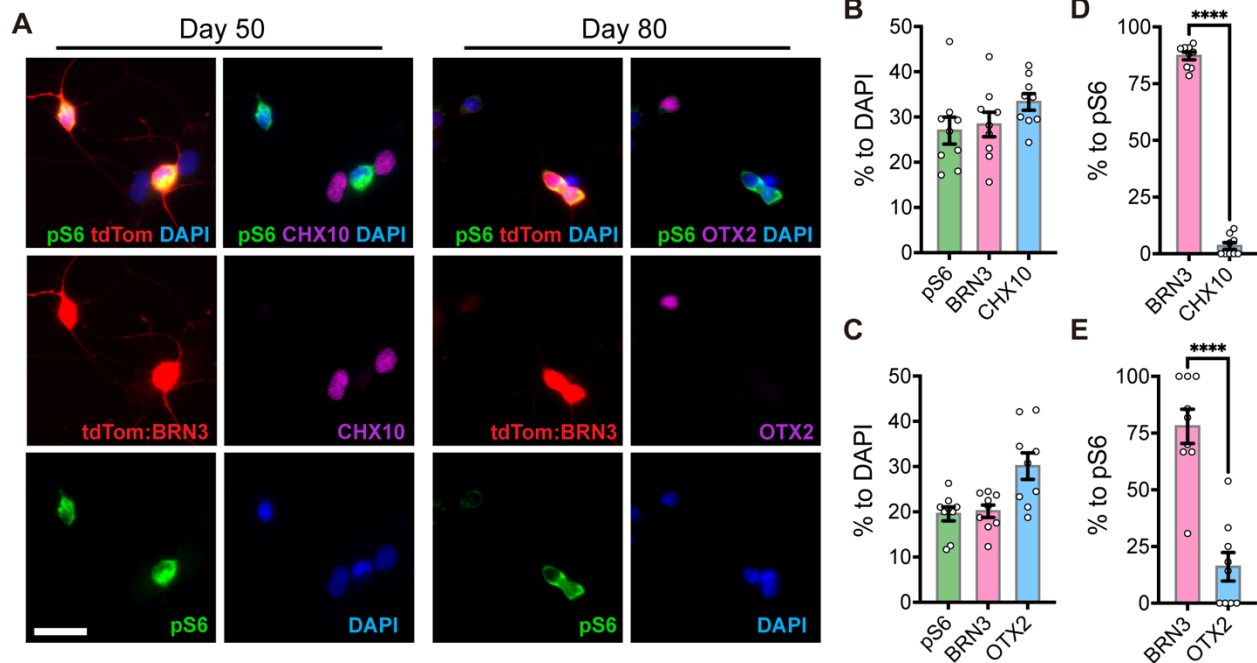 A
Day 50
Day 80
pS6 tdTom DAPI
pS6 CHX10 DAPI
pS6 tdTom DAPI
pS6 OTX2 DAPI
tdTom:BRN3
CHX10
tdTom:BRN3
OTX2
pS6
DAPI
pS6
DAPI
B
% to DAPI
50
40
30
20
10
0
pS6
BRN3
CHX10
D
% to pS6
****
100
75
50
25
0
BRN3
CHX10
C
% to DAPI
50
40
30
20
10
0
pS6
BRN3
OTX2
E
% to pS6
****
100
75
50
25
0
BRN3
OTX2